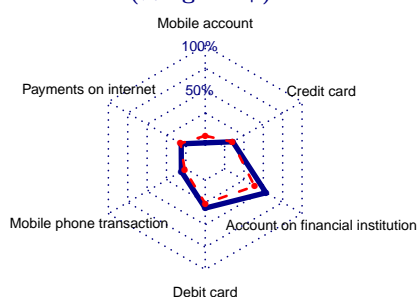 Mobile account
100%
Payments on internet
50%
Credit card
Mobile phone transaction
Account on financial institution
Debit card